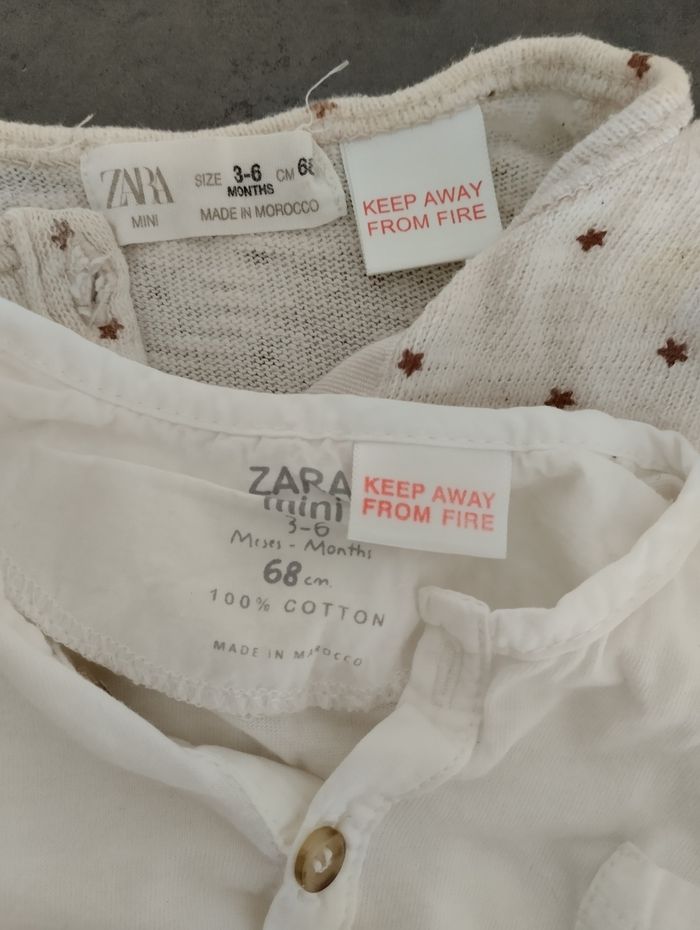 ZARA
MINI
SIZE 3-6 CM 68
MONTHS
MADE IN MOROCCO
KEEP AWAY
FROM FIRE
ZARA
mini
3-6
Meses - Months
68 cm.
100% COTTON
MADE IN MAROCCO
KEEP AWAY
FROM FIRE